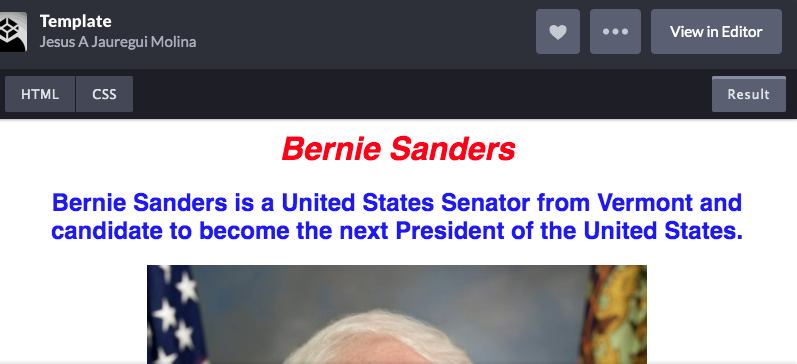 Template
Jesus A Jauregui Molina
View in Editor
HTML
CSS
Result
Bernie Sanders
Bernie Sanders is a United States Senator from Vermont and
candidate to become the next President of the United States.